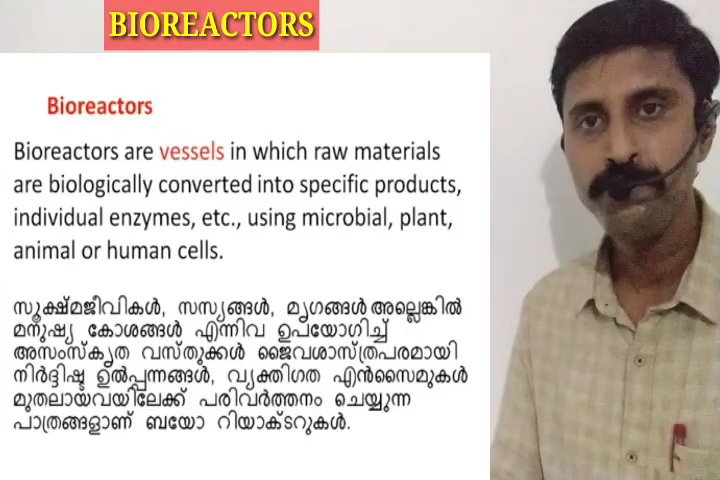 BIOREACTORS
Bioreactors
Bioreactors are vessels in which raw materials
are biologically converted into specific products,
individual enzymes, etc., using microbial, plant,
animal or human cells.
സൂക്ഷ്മജീവികൾ, സസ്യങ്ങൾ, മൃഗങ്ങൾ അല്ലെങ്കിൽ
മനുഷ്യ കോശങ്ങൾ എന്നിവ ഉപയോഗിച്ച്
അസംസ്കൃത വസ്തുക്കൾ ജൈവശാസ്ത്രപരമായി
നിർദ്ദിഷ്ട ഉൽപ്പന്നങ്ങൾ, വ്യക്തിഗത എൻസൈമുകൾ
മുതലായവയിലേക്ക് പരിവർത്തനം ചെയ്യുന്ന
പാത്രങ്ങളാണ് ബയോ റിയാക്ടറുകൾ.